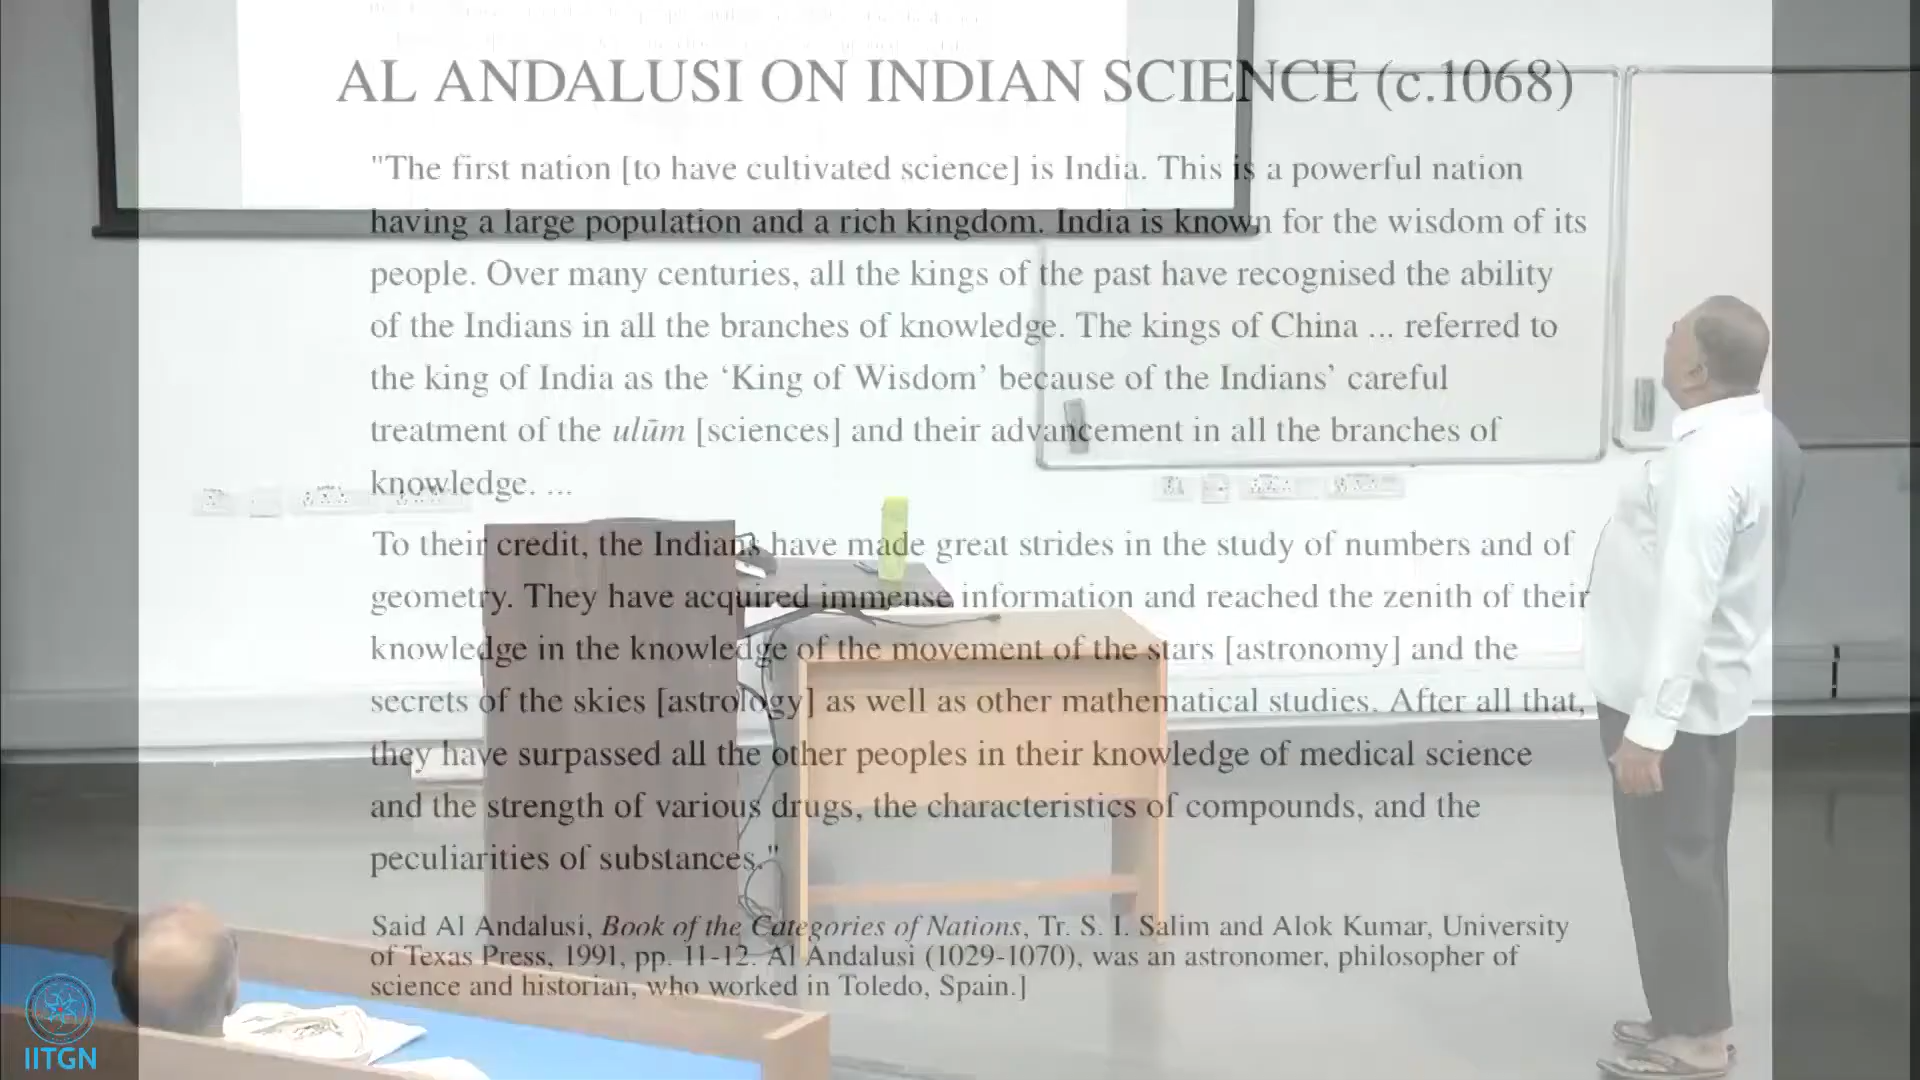 AL ANDALUSI ON INDIAN SCIENCE (c.1068)
"The first nation [to have cultivated science] is India. This is a powerful nation
having a large population and a rich kingdom. India is known for the wisdom of its
people. Over many centuries, all the kings of the past have recognised the ability
of the Indians in all the branches of knowledge. The kings of China ... referred to
the king of India as the ‘King of Wisdom’ because of the Indians’ careful
treatment of the ulūm [sciences] and their advancement in all the branches of
knowledge. ...
To their credit, the Indians have made great strides in the study of numbers and of
geometry. They have acquired immense information and reached the zenith of their
knowledge in the knowledge of the movement of the stars [astronomy] and the
secrets of the skies [astrology] as well as other mathematical studies. After all that,
they have surpassed all the other peoples in their knowledge of medical science
and the strength of various drugs, the characteristics of compounds, and the
peculiarities of substances."
Said Al Andalusi, Book of the Categories of Nations, Tr. S. I. Salim and Alok Kumar, University
of Texas Press, 1991, pp. 11-12. Al Andalusi (1029-1070), was an astronomer, philosopher of
science and historian, who worked in Toledo, Spain.]
IITGN